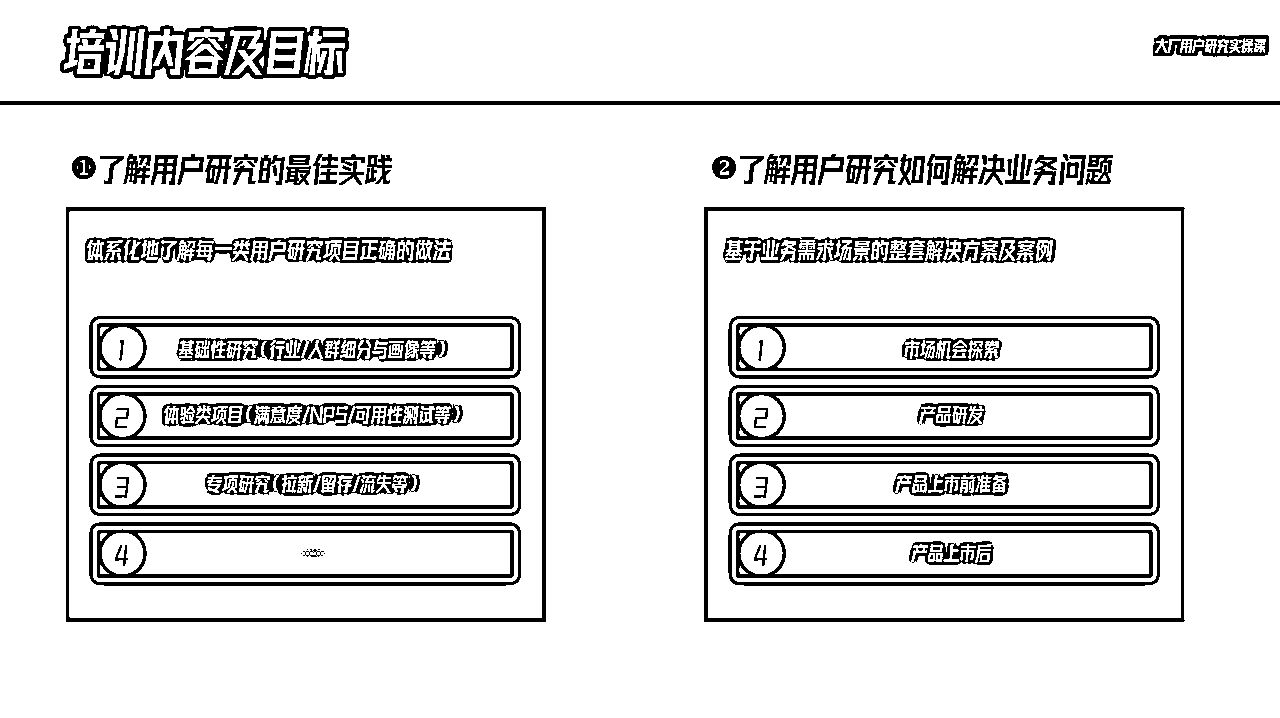 培训内容及目标
大厂用户研究实操课
❶了解用户研究的最佳实践
体系化地了解每一类用户研究项目正确的做法
1 基础性研究(行业/人群细分与画像等)
2 体验类项目(满意度/NPS/可用性测试等)
3 专项研究(拉新/留存/流失等)
4
❷了解用户研究如何解决业务问题
基于业务需求场景的整套解决方案及案例
1 市场机会探索
2 产品研发
3 产品上市前准备
4 产品上市后